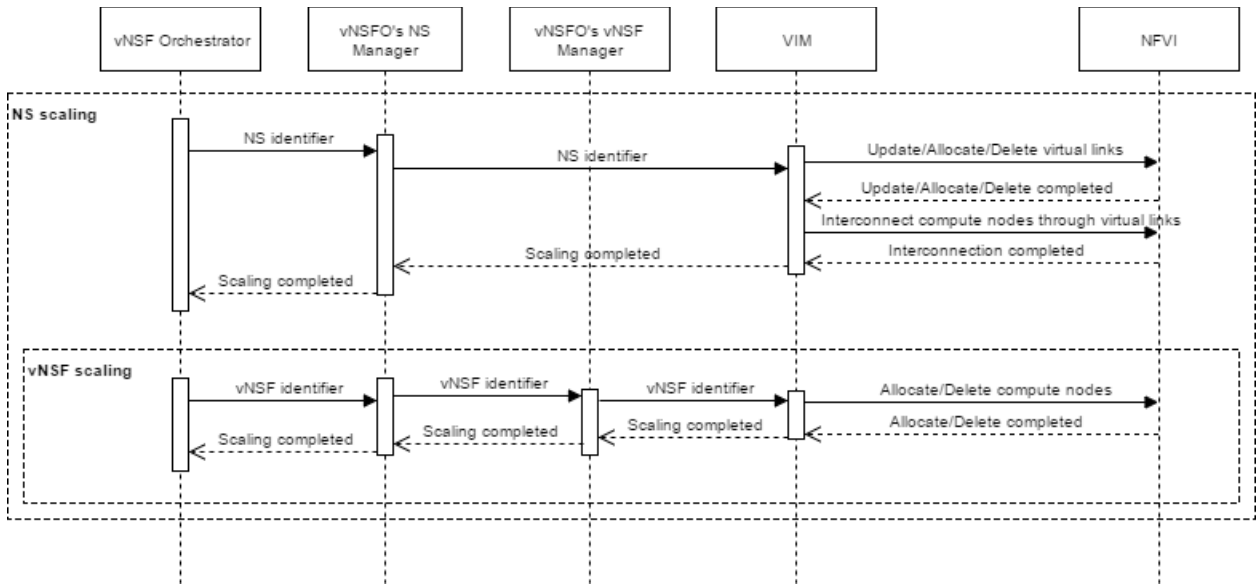 vNSF Orchestrator
vNSFO's NS
Manager
vNSFO's vNSF
Manager
VIM
NFVI
NS scaling
NS identifier
NS identifier
Update/Allocate/Delete virtual links
Update/Allocate/Delete completed
Interconnect compute nodes through virtual links
Interconnection completed
Scaling completed
Scaling completed
vNSF scaling
vNSF identifier
vNSF identifier
vNSF identifier
Allocate/Delete compute nodes
Allocate/Delete completed
Scaling completed
Scaling completed
Scaling completed